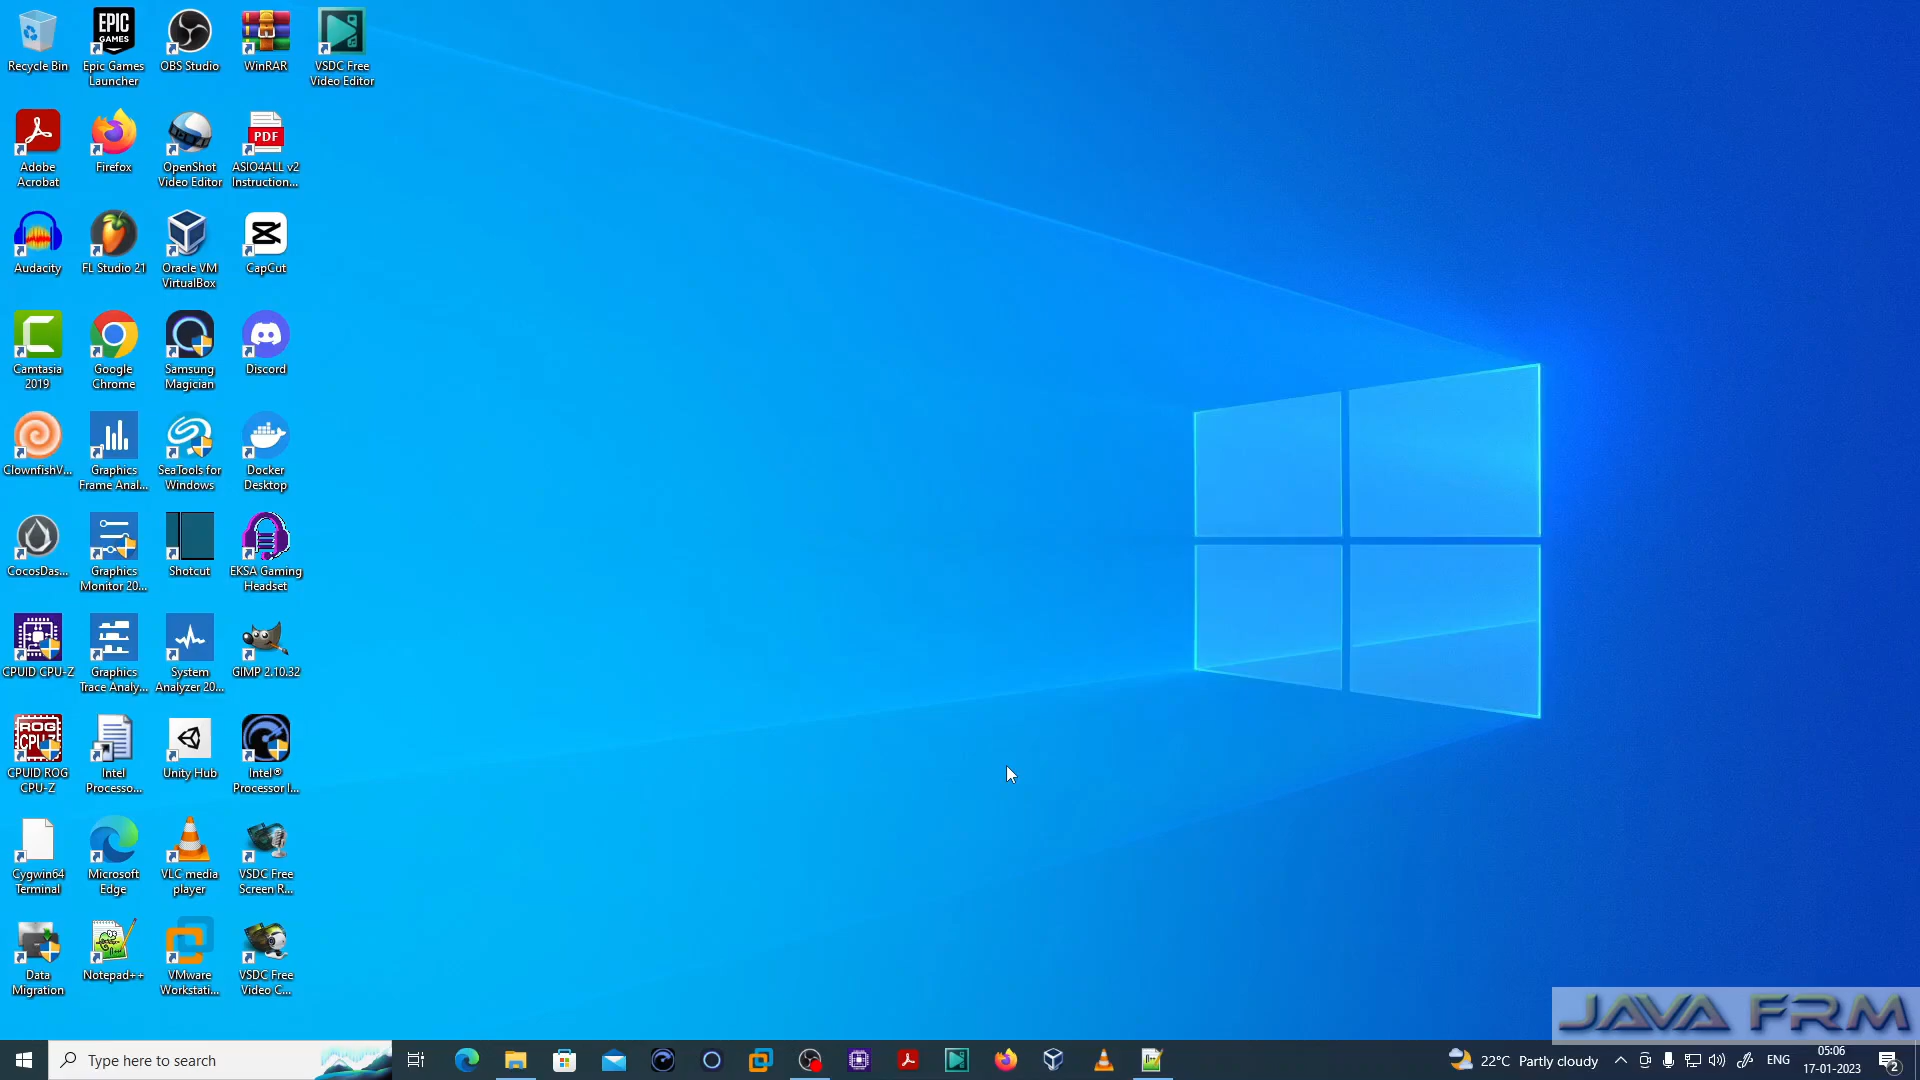 Recycle Bin
EPIC
GAMES
Epic Games
Launcher
OBS Studio
WinRAR
VSDC Free
Video Editor
Adobe
Acrobat
Firefox
OpenShot
Video Editor
PDF
ASIO4ALL v2
Instruction...
Audacity
FL Studio 21
Oracle VM
VirtualBox
CapCut
Camtasia
2019
Google
Chrome
Samsung
Magician
Discord
ClownfishV...
Graphics
Frame Anal...
SeaTools for
Windows
Docker
Desktop
CocosDas...
Graphics
Monitor 20...
Shotcut
EKSA Gaming
Headset
CPUID CPU-Z
Graphics
Trace Analy...
System
Analyzer 20...
GIMP 2.10.32
ROG
CPU-Z
CPUID ROG
CPU-Z
Intel
Processo...
Unity Hub
Intel®
Processor I...
Cygwin64
Terminal
Microsoft
Edge
VLC media
player
VSDC Free
Screen R...
Data
Migration
Notepad++
VMware
Workstati...
VSDC Free
Video C...
JAVA FRM
Type here to search
22°C Partly cloudy
ENG
05:06
17-01-2023
2